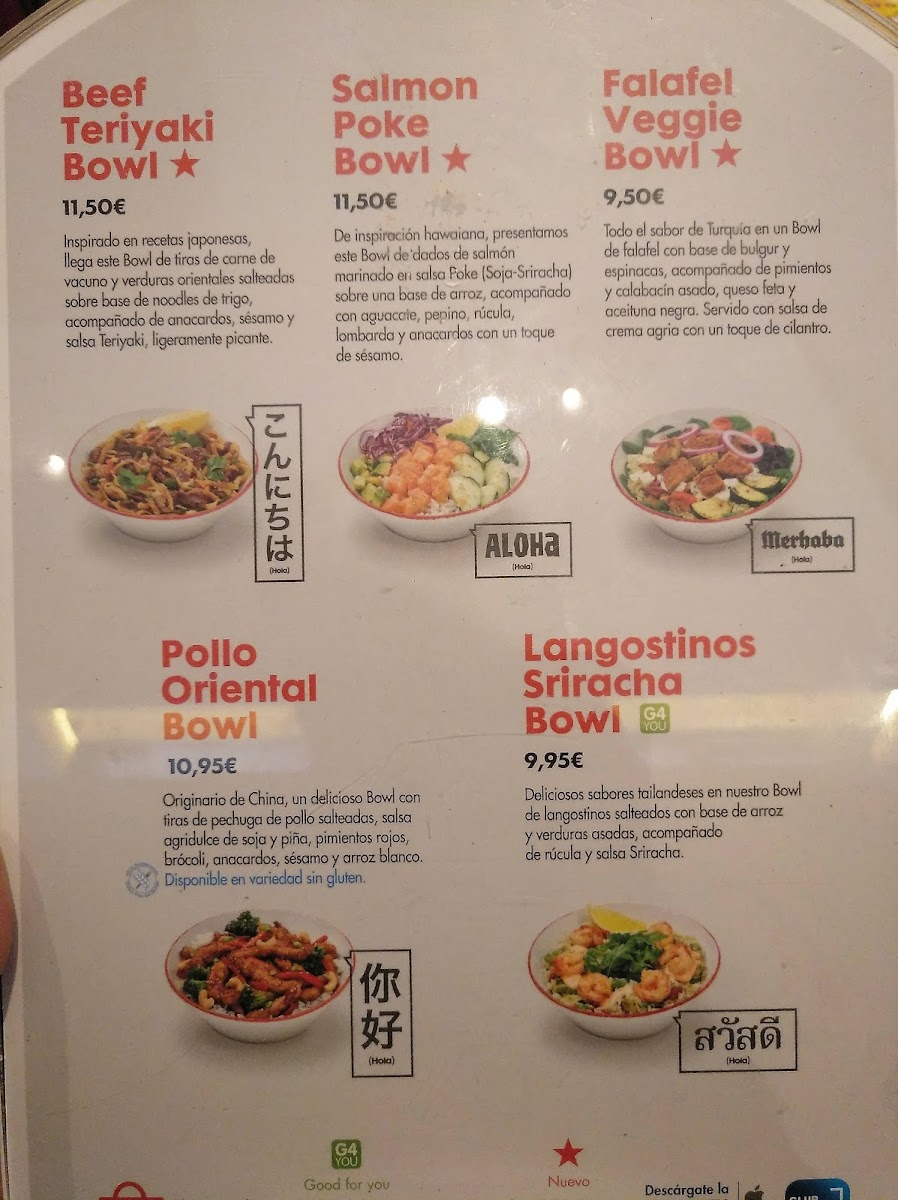 Beef
Teriyaki
Bowl ★
11,50€
Inspirado en recetas japonesas,
llega este Bowl de tiras de carne de
vacuno y verduras orientales salteadas
sobre base de noodles de trigo,
acompañado de anacardos, sésamo y
salsa Teriyaki, ligeramente picante.
こんにちは
(Hola)
Salmon
Poke
Bowl ★
11,50€
De inspiración hawaiana, presentamos
este Bowl de dados de salmón
marinado en salsa Poke (Soja-Sriracha)
sobre una base de arroz, acompañado
con aguacate, pepino, rúcula,
lombarda y anacardos con un toque
de sésamo.
ALOHa
(Hola)
Falafel
Veggie
Bowl ★
9,50€
Todo el sabor de Turquía en un Bowl
de falafel con base de bulgur y
espinacas, acompañado de pimientos
y calabacín asado, queso feta y
aceituna negra. Servido con salsa de
crema agria con un toque de cilantro.
Merhaba
(Hola)
Pollo
Oriental
Bowl
10,95€
Originario de China, un delicioso Bowl con
tiras de pechuga de pollo salteadas, salsa
agridulce de soja y piña, pimientos rojos,
brócoli, anacardos, sésamo y arroz blanco.
Disponible en variedad sin gluten.
你好
(Hola)
Langostinos
Sriracha
Bowl G4 YOU
9,95€
Deliciosos sabores tailandeses en nuestro Bowl
de langostinos salteados con base de arroz
y verduras asadas, acompañado
de rúcula y salsa Sriracha.
สวัสดี
(Hola)
G4
YOU
Good for you
★
Nuevo
Descárgate la
CLUB